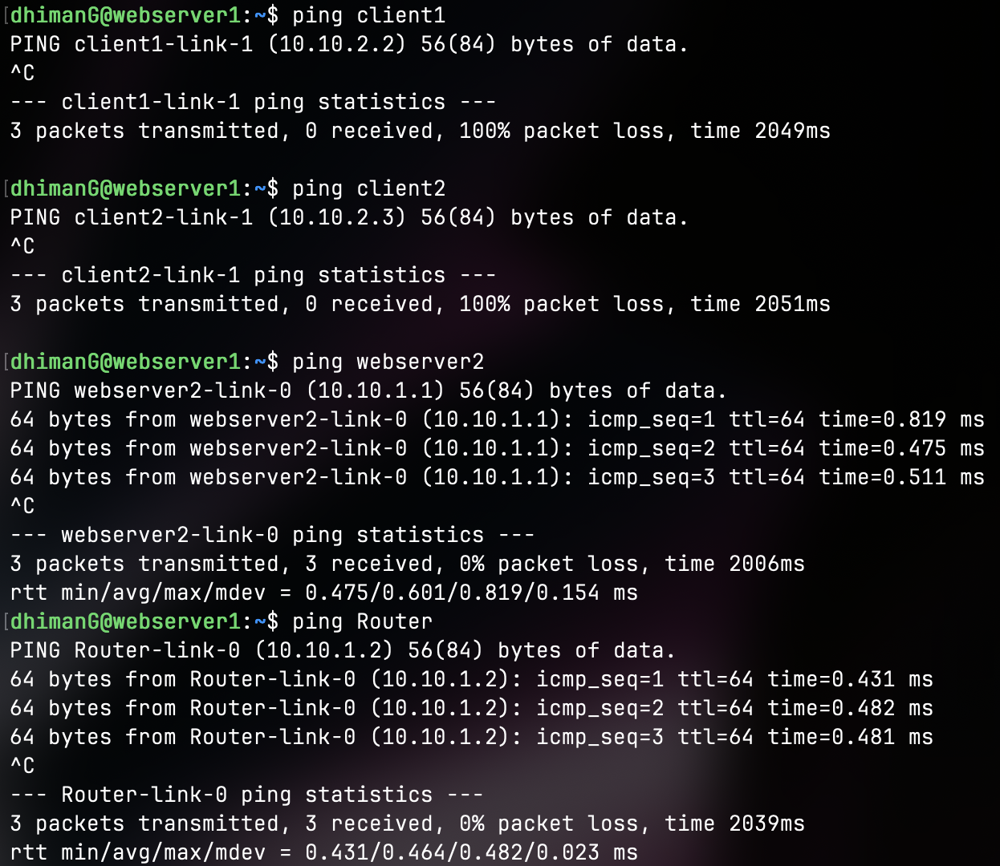 [dhimanG@webserver1:~$ ping client1
PING client1-link-1 (10.10.2.2) 56(84) bytes of data.
^C
--- client1-link-1 ping statistics ---
3 packets transmitted, 0 received, 100% packet loss, time 2049ms

[dhimanG@webserver1:~$ ping client2
PING client2-link-1 (10.10.2.3) 56(84) bytes of data.
^C
--- client2-link-1 ping statistics ---
3 packets transmitted, 0 received, 100% packet loss, time 2051ms

[dhimanG@webserver1:~$ ping webserver2
PING webserver2-link-0 (10.10.1.1) 56(84) bytes of data.
64 bytes from webserver2-link-0 (10.10.1.1): icmp_seq=1 ttl=64 time=0.819 ms
64 bytes from webserver2-link-0 (10.10.1.1): icmp_seq=2 ttl=64 time=0.475 ms
64 bytes from webserver2-link-0 (10.10.1.1): icmp_seq=3 ttl=64 time=0.511 ms
^C
--- webserver2-link-0 ping statistics ---
3 packets transmitted, 3 received, 0% packet loss, time 2006ms
rtt min/avg/max/mdev = 0.475/0.601/0.819/0.154 ms
[dhimanG@webserver1:~$ ping Router
PING Router-link-0 (10.10.1.2) 56(84) bytes of data.
64 bytes from Router-link-0 (10.10.1.2): icmp_seq=1 ttl=64 time=0.431 ms
64 bytes from Router-link-0 (10.10.1.2): icmp_seq=2 ttl=64 time=0.482 ms
64 bytes from Router-link-0 (10.10.1.2): icmp_seq=3 ttl=64 time=0.481 ms
^C
--- Router-link-0 ping statistics ---
3 packets transmitted, 3 received, 0% packet loss, time 2039ms
rtt min/avg/max/mdev = 0.431/0.464/0.482/0.023 ms